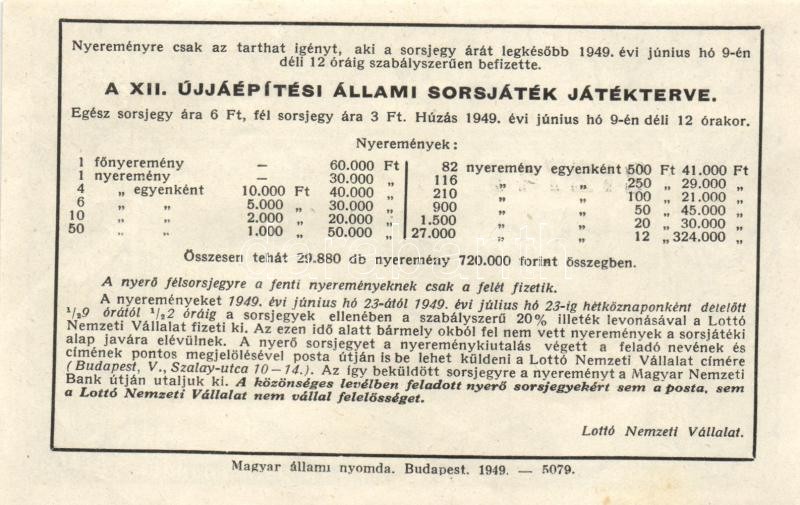 Nyereményre csak az tarthat igényt, aki a sorsjegy árát legkésőbb 1949. évi június hó 9-én
déli 12 óráig szabályszerűen befizette.
A XII. ÚJJÁÉPÍTÉSI ÁLLAMI SORSJÁTÉK JÁTÉKTERVE.
Egész sorsjegy ára 6 Ft, fél sorsjegy ára 3 Ft. Húzás 1949. évi június hó 9-én déli 12 órakor.
Nyeremények:
1 főnyeremény — 60.000 Ft
1 nyeremény — 30.000 „
4 „ egyenként 10.000 Ft 40.000 „
6 „ „ 5.000 „ 30.000 „
10 „ „ 2.000 „ 20.000 „
50 „ „ 1.000 „ 50.000 „
82 nyeremény egyenként 500 Ft 41.000 Ft
116 „ „ 250 „ 29.000 „
210 „ „ 100 „ 21.000 „
900 „ „ 50 „ 45.000 „
1.500 „ „ 20 „ 30.000 „
27.000 „ „ 12 „ 324.000 „
Összesen tehát 29.880 db nyeremény 720.000 forint összegben.
A nyerő félsorsjegyre a fenti nyereményeknek csak a felét fizetik.
A nyereményeket 1949. évi június hó 23-ától 1949. évi július hó 23-ig hétköznaponként délelőtt
1/29 órától 1/22 óráig a sorsjegyek ellenében a szabályszerű 20% illeték levonásával a Lottó
Nemzeti Vállalat fizeti ki. Az ezen idő alatt bármely okból fel nem vett nyeremények a sorsjátéki
alap javára elévülnek. A nyerő sorsjegyet a nyereménykiutalás végett a feladó nevének és
címének pontos megjelölésével posta útján is be lehet küldeni a Lottó Nemzeti Vállalat címére
(Budapest, V., Szalay-utca 10—14.). Az így beküldött sorsjegyre a nyereményt a Magyar Nemzeti
Bank útján utaljuk ki. A közönséges levélben feladott nyerő sorsjegyekért sem a posta, sem
a Lottó Nemzeti Vállalat nem vállal felelősséget.
Lottó Nemzeti Vállalat.
Magyar állami nyomda. Budapest. 1949. — 5079.